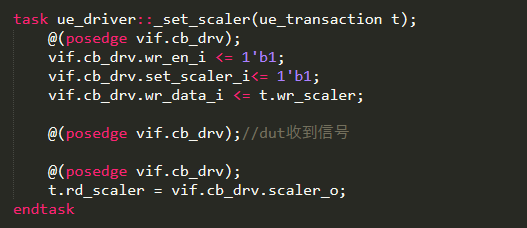 task ue_driver::_set_scaler(ue_transaction t);
@(posedge vif.cb_drv);
vif.cb_drv.wr_en_i <= 1'b1;
vif.cb_drv.set_scaler_i<= 1'b1;
vif.cb_drv.wr_data_i <= t.wr_scaler;
@(posedge vif.cb_drv);//dut收到信号
@(posedge vif.cb_drv);
t.rd_scaler = vif.cb_drv.scaler_o;
endtask